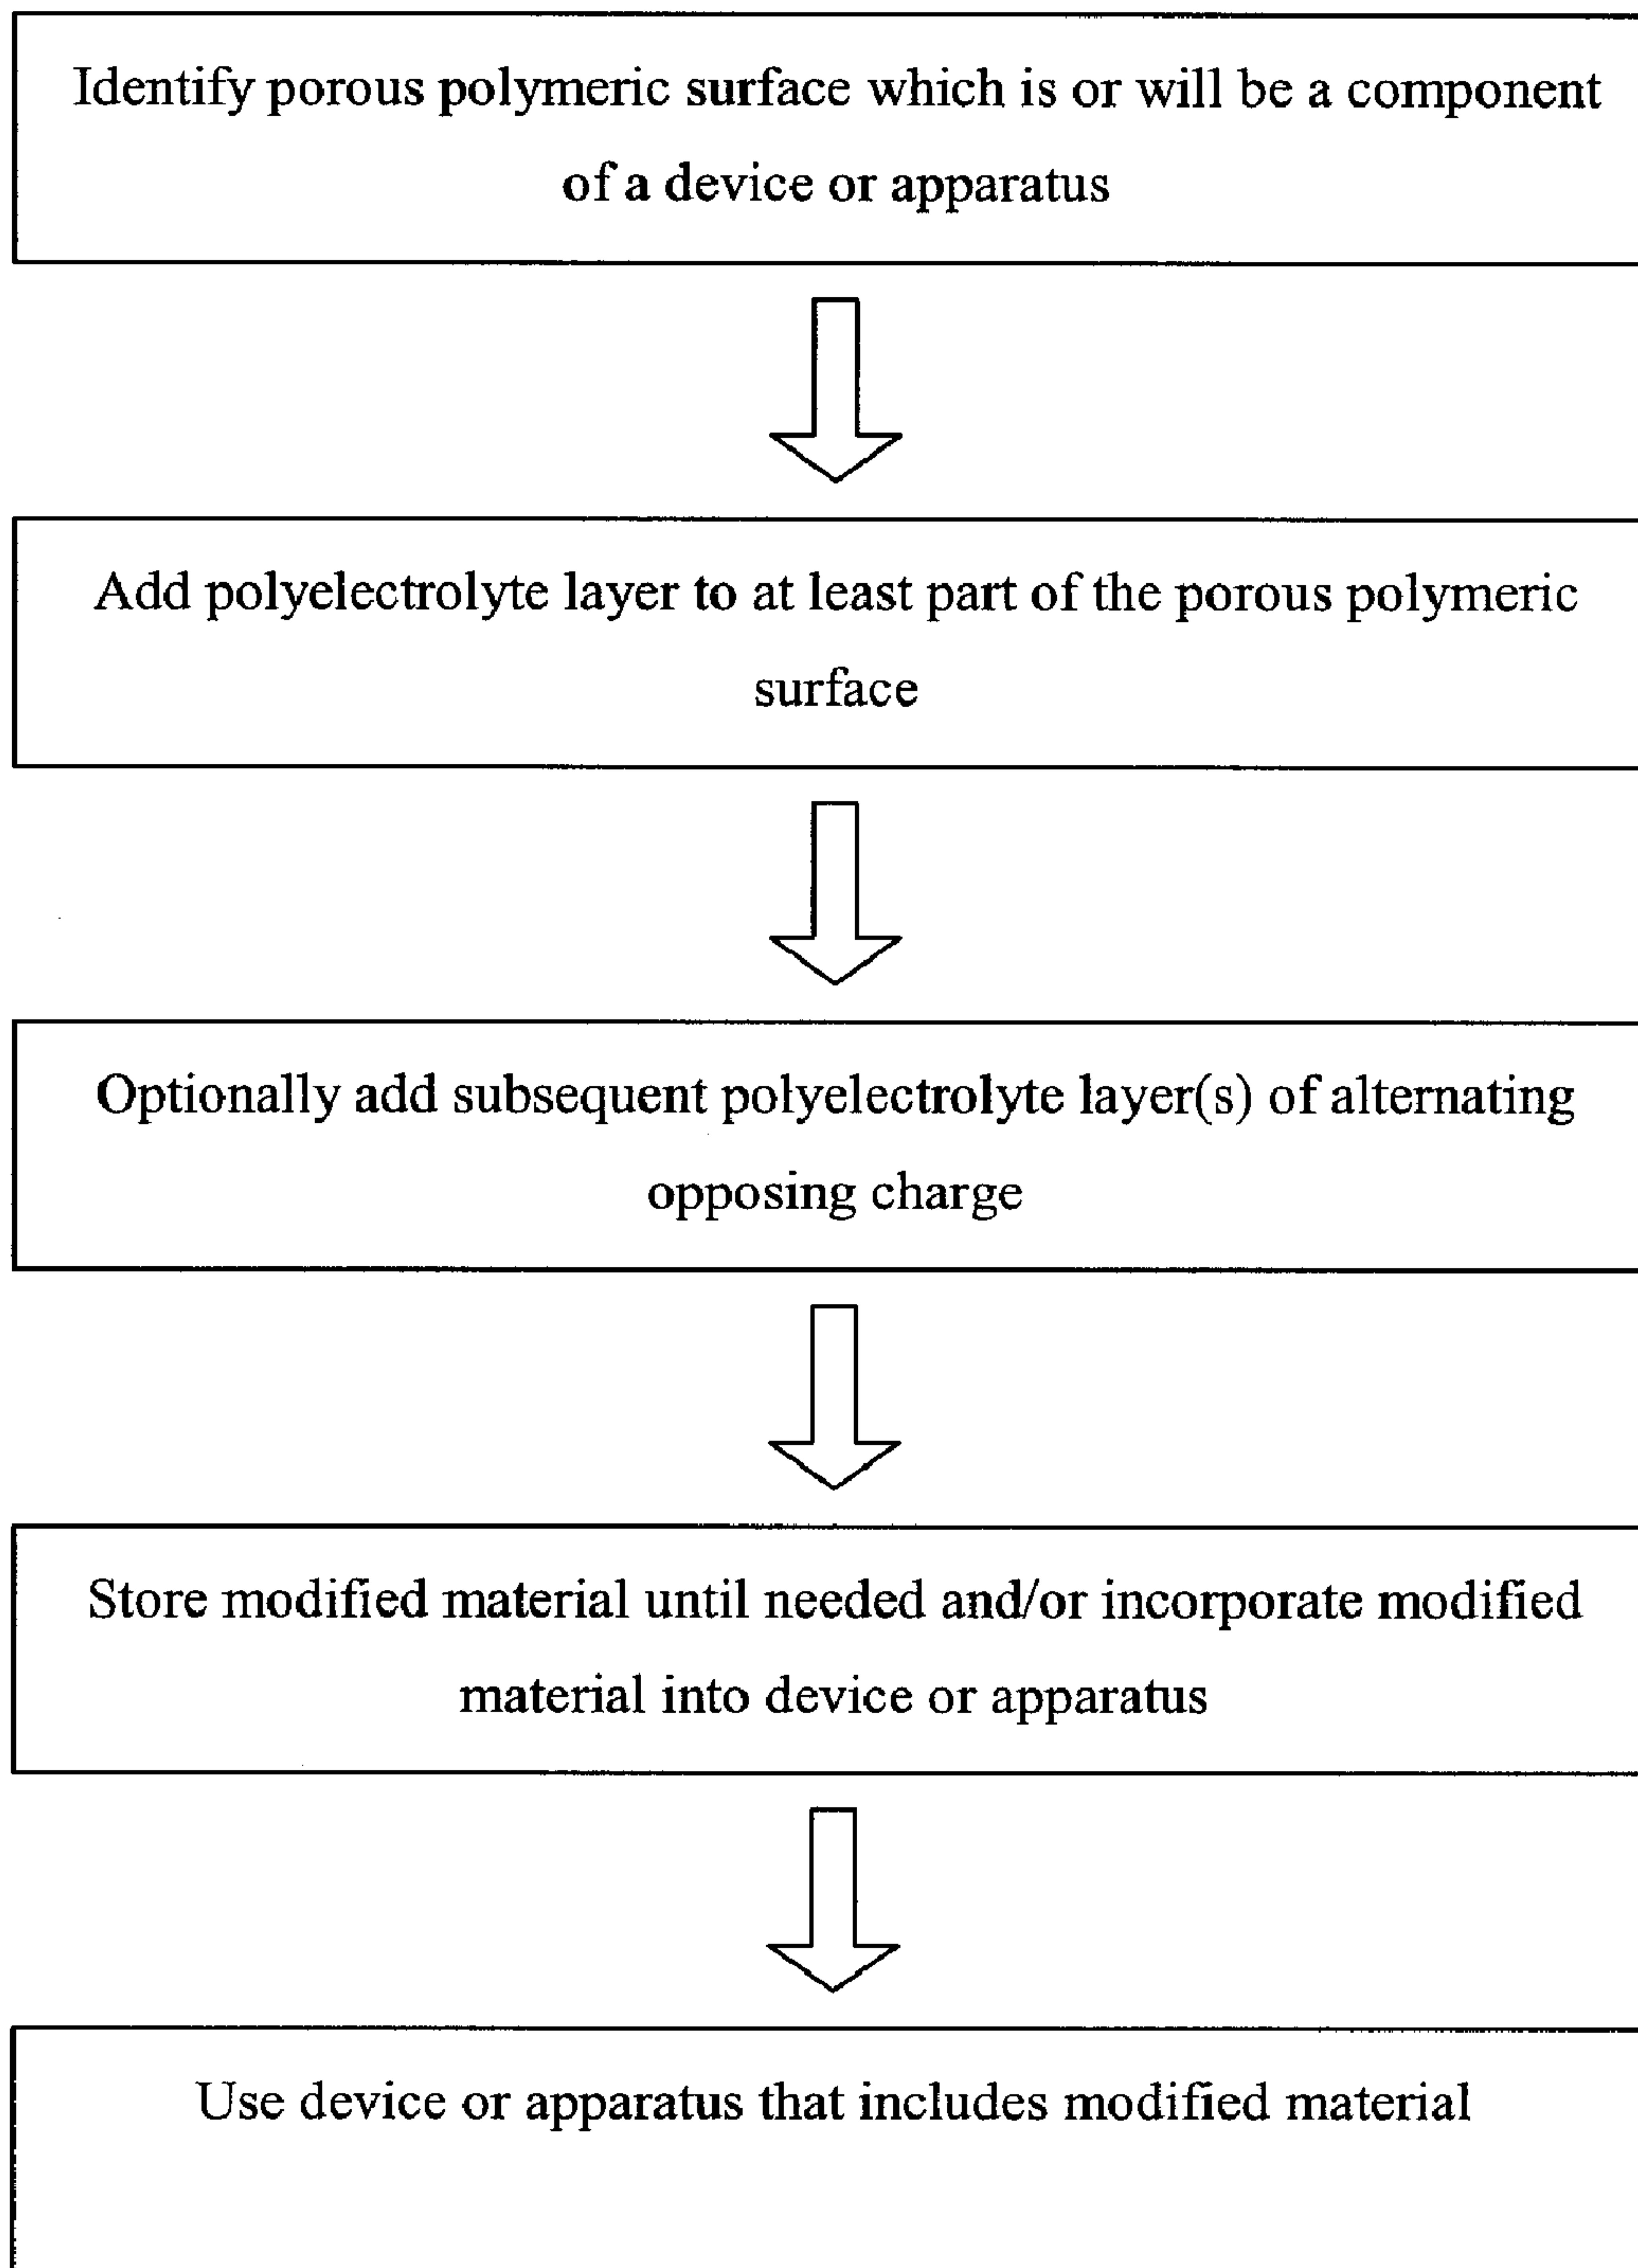 Identify porous polymeric surface which is or will be a component
of a device or apparatus
Add polyelectrolyte layer to at least part of the porous polymeric
surface
Optionally add subsequent polyelectrolyte layer(s) of alternating
opposing charge
Store modified material until needed and/or incorporate modified
material into device or apparatus
Use device or apparatus that includes modified material